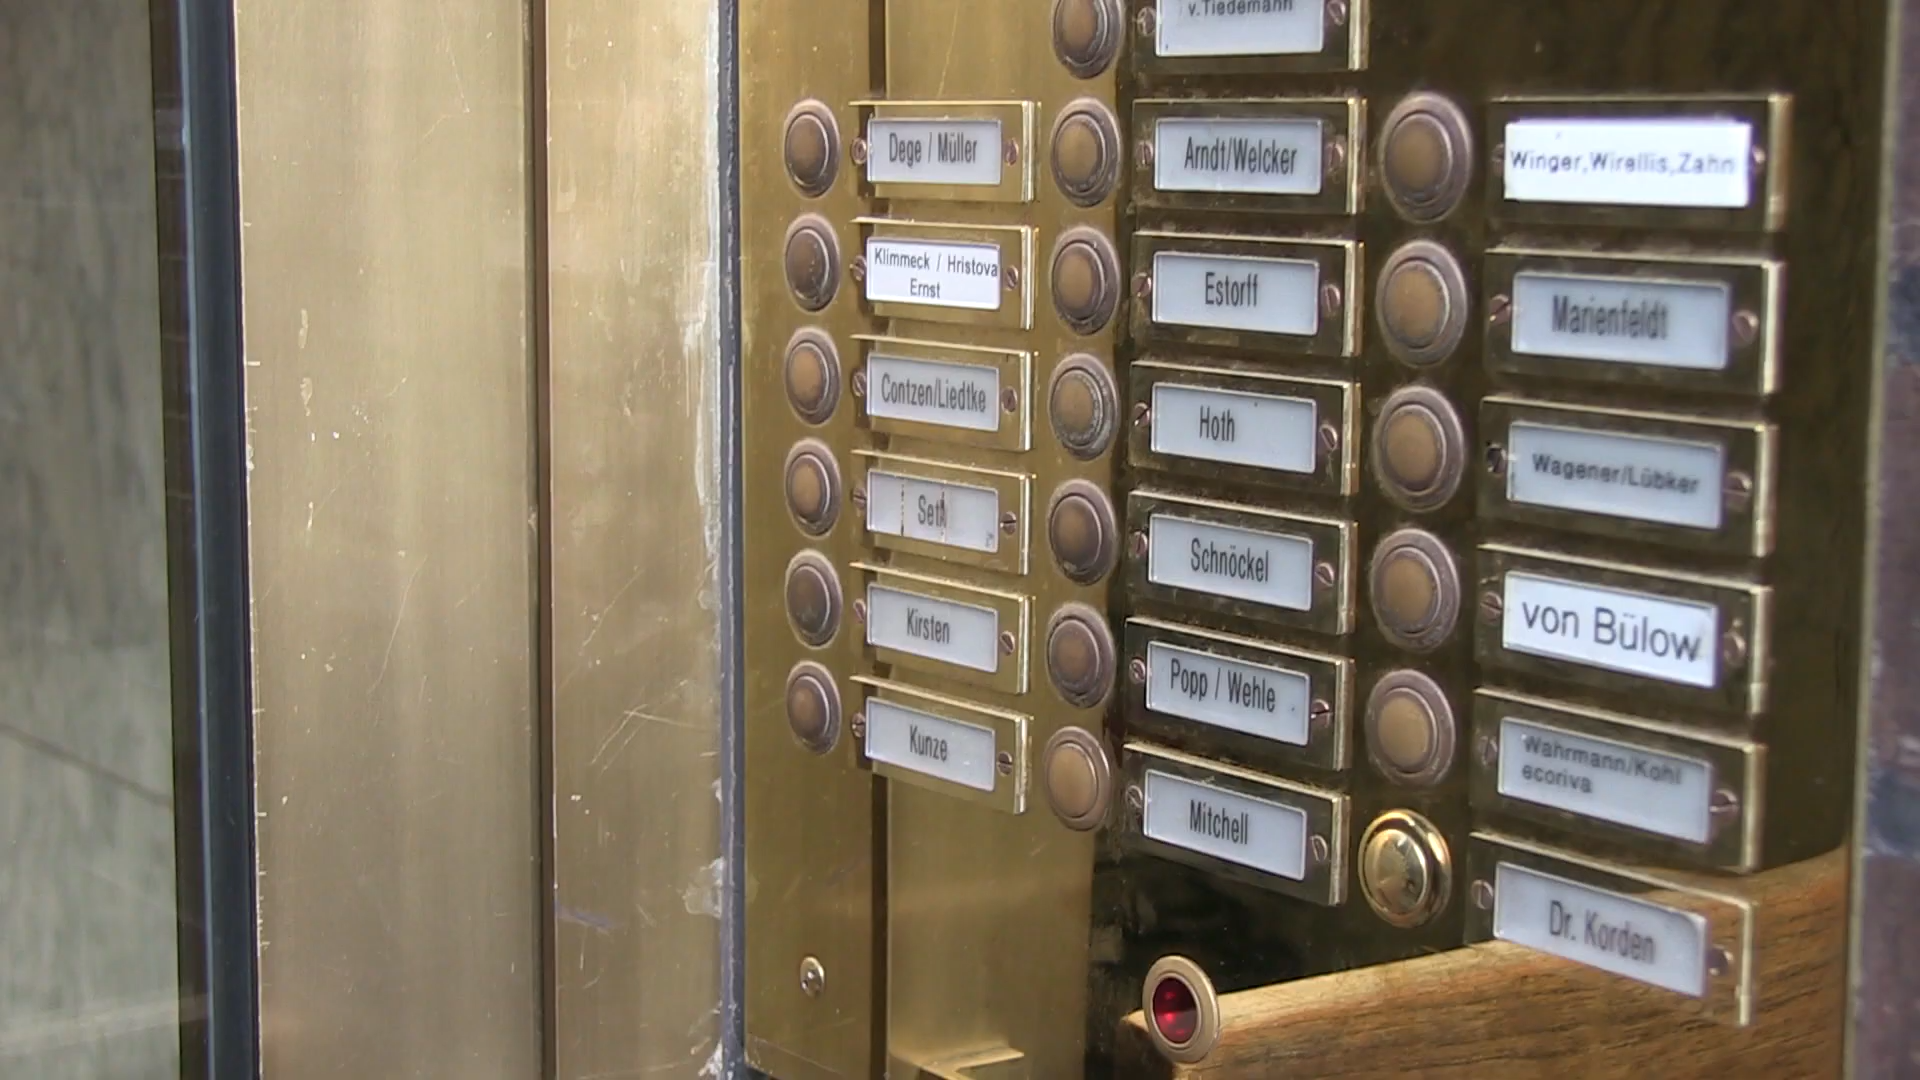 Dege / Müller
Klimmeck / Hristova
Ernst
Contzen/Liedtke
Seth
Kirsten
Kunze
v.Tiedemann
Arndt/Welcker
Estorff
Hoth
Schnöckel
Popp / Wehle
Mitchell
Winger,Wirellis,Zahn
Marienfeldt
Wagener/Lübker
von Bülow
Wahrmann/Kohl
ecoriva
Dr. Korden